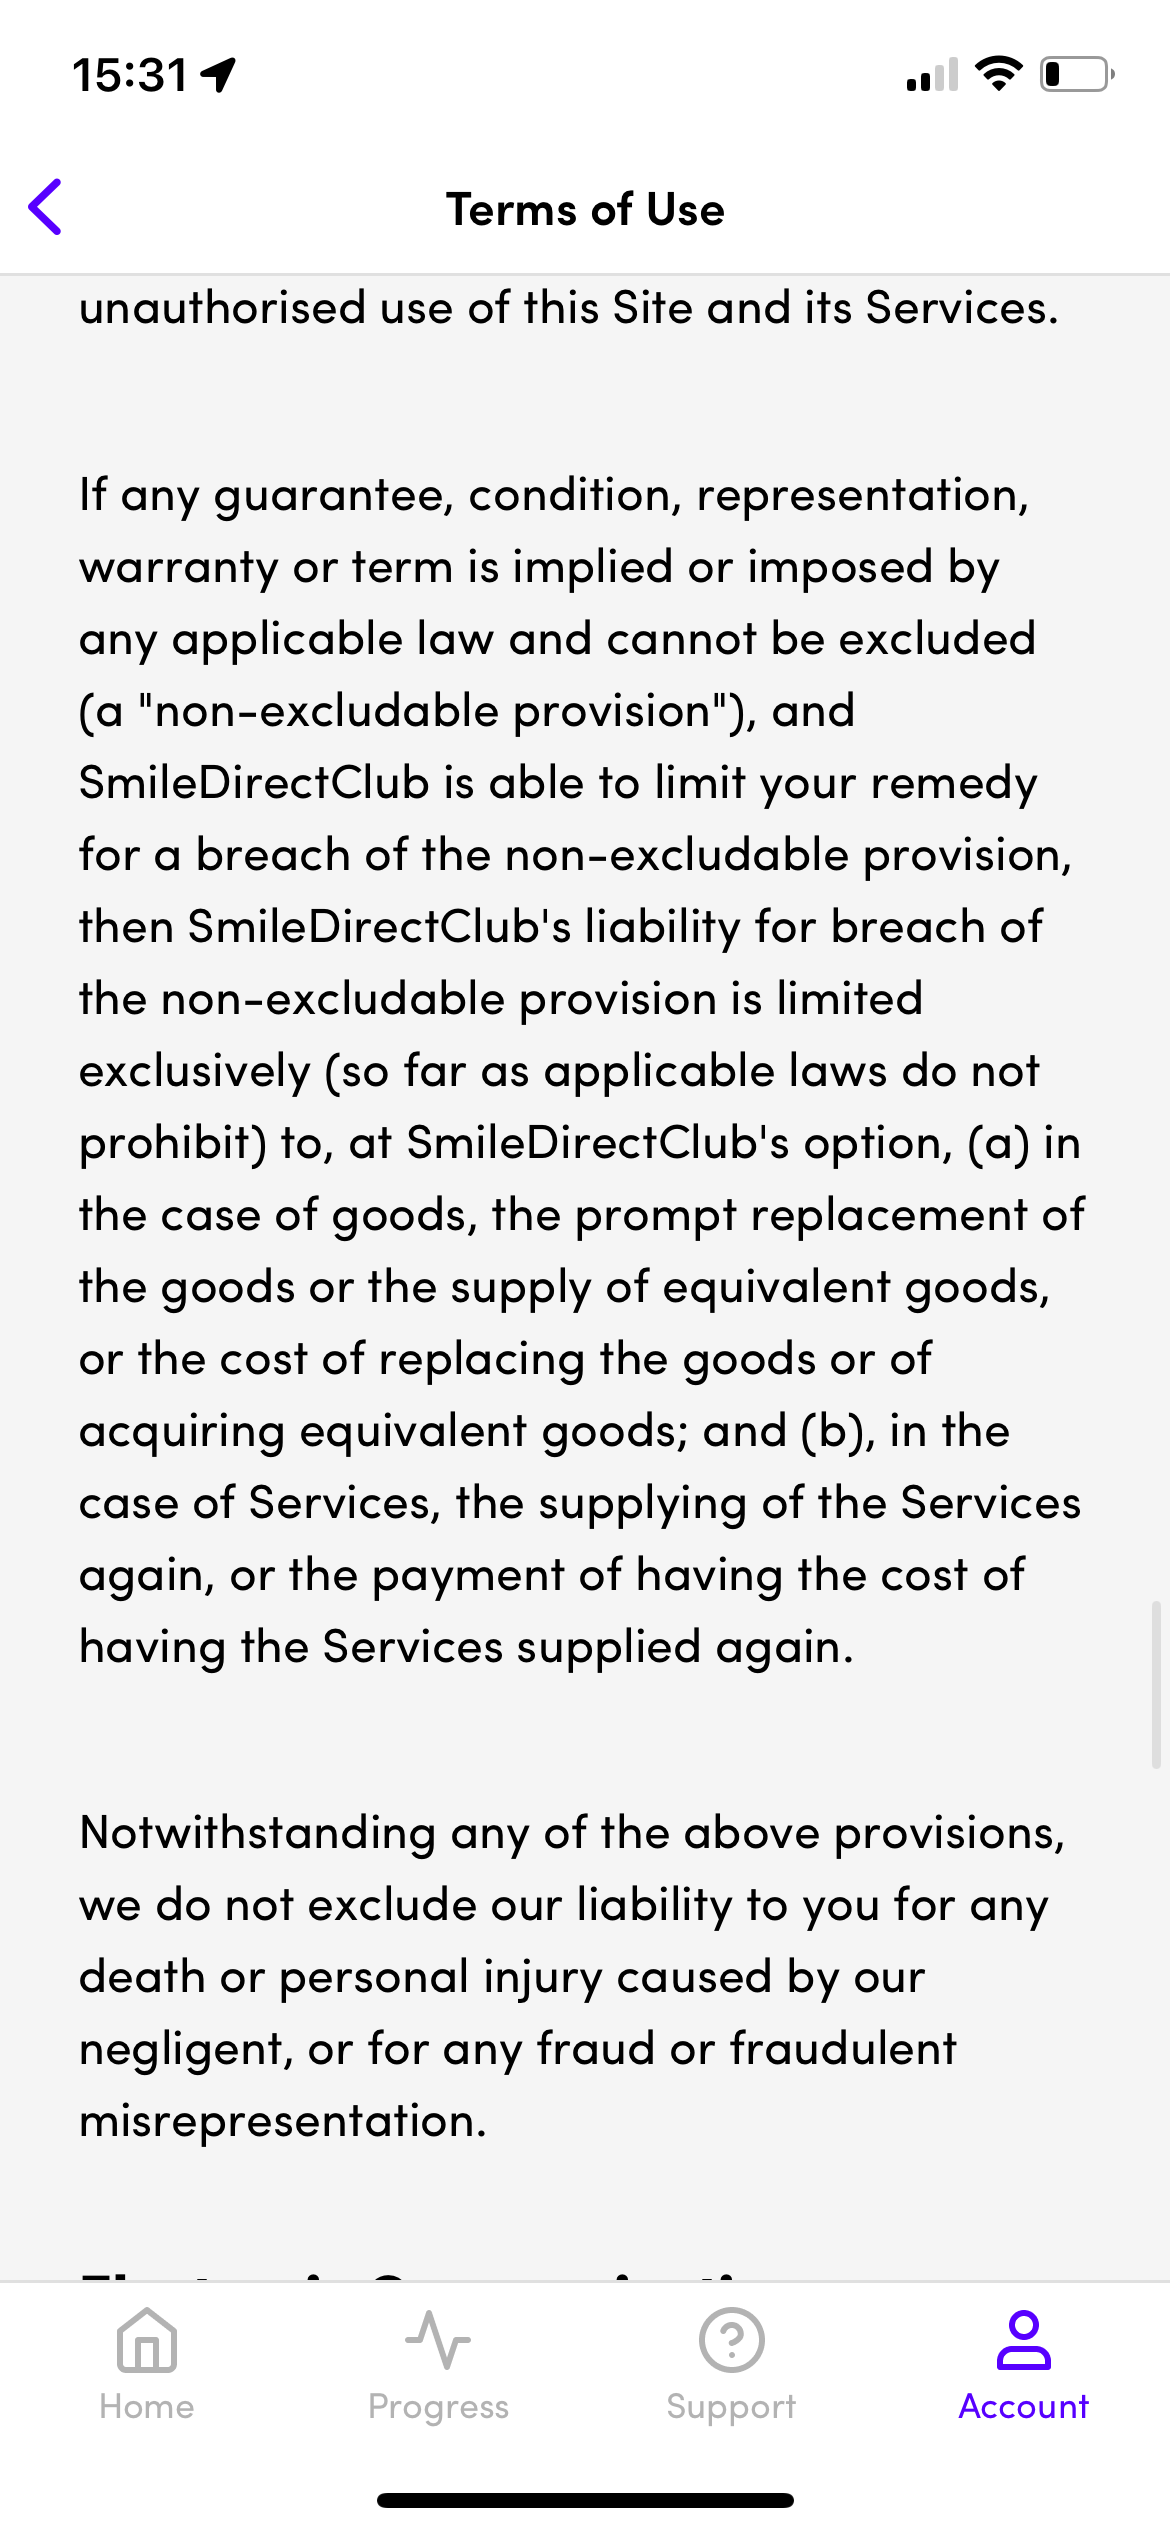 15:31
Terms of Use
unauthorised use of this Site and its Services.
If any guarantee, condition, representation,
warranty or term is implied or imposed by
any applicable law and cannot be excluded
(a "non-excludable provision"), and
SmileDirectClub is able to limit your remedy
for a breach of the non-excludable provision,
then SmileDirectClub's liability for breach of
the non-excludable provision is limited
exclusively (so far as applicable laws do not
prohibit) to, at SmileDirectClub's option, (a) in
the case of goods, the prompt replacement of
the goods or the supply of equivalent goods,
or the cost of replacing the goods or of
acquiring equivalent goods; and (b), in the
case of Services, the supplying of the Services
again, or the payment of having the cost of
having the Services supplied again.
Notwithstanding any of the above provisions,
we do not exclude our liability to you for any
death or personal injury caused by our
negligent, or for any fraud or fraudulent
misrepresentation.
Home
Progress
Support
Account